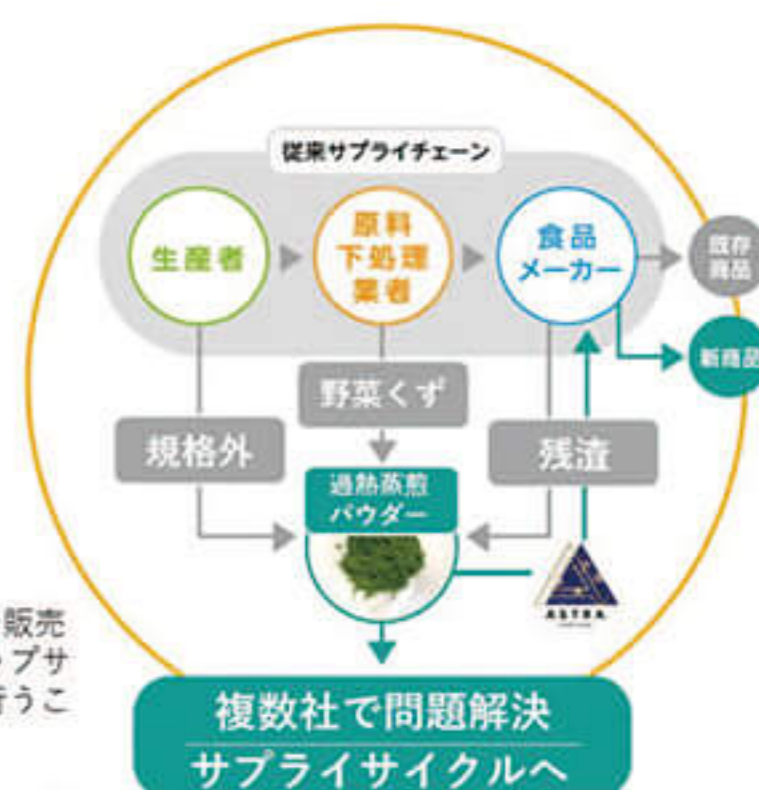 従来サプライチェーン
生産者
原料
下処理
業者
食品
メーカー
既存
商品
新商品
野菜くず
規格外
残渣
過熱蒸煎
パウダー
ASTRA
販売
プサ
うこ
複数社で問題解決
サプライサイクルへ